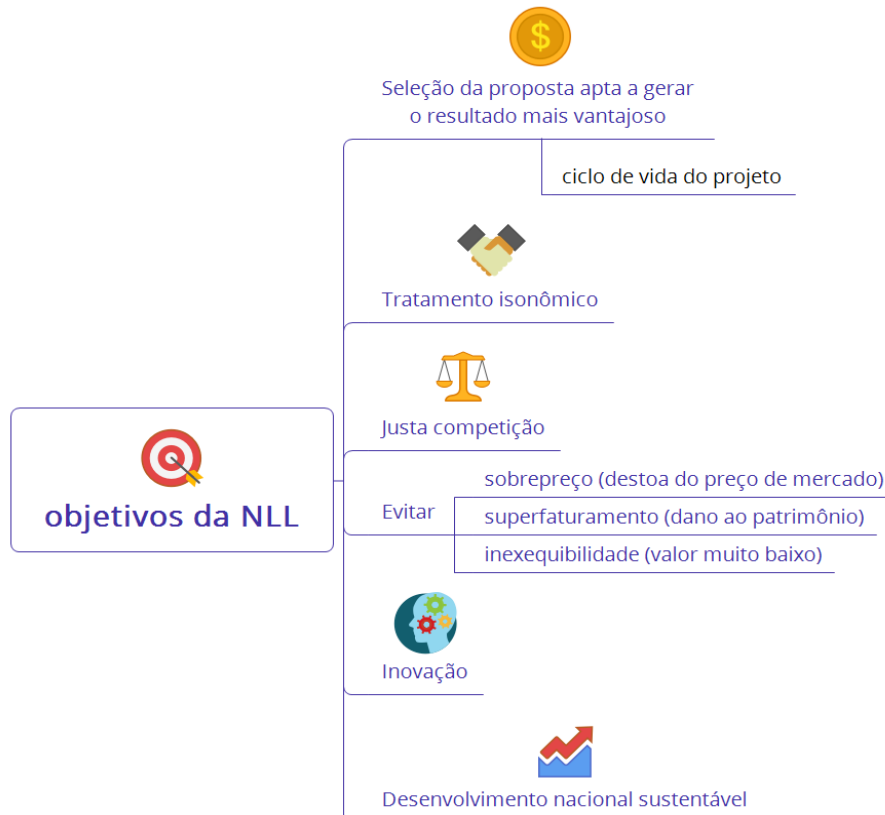 $
Seleção da proposta apta a gerar
o resultado mais vantajoso
ciclo de vida do projeto
Tratamento isonômico
Justa competição
objetivos da NLL
Evitar
sobrepreço (destoa do preço de mercado)
superfaturamento (dano ao patrimônio)
inexequibilidade (valor muito baixo)
Inovação
Desenvolvimento nacional sustentável